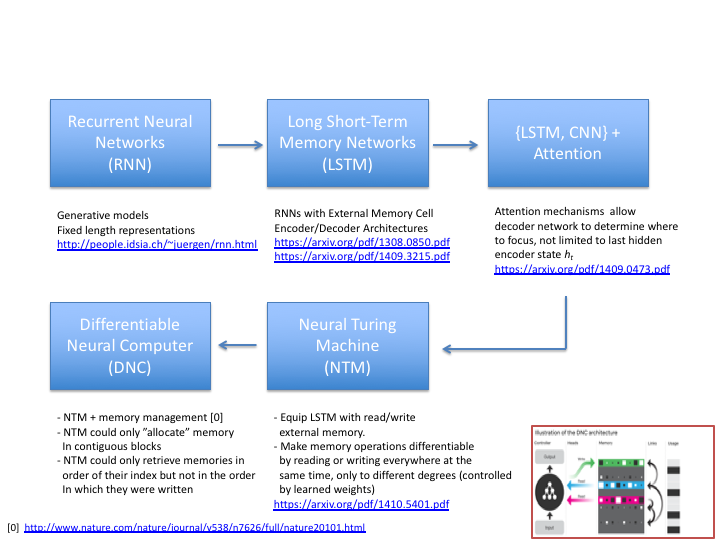 Recurrent Neural
Networks
(RNN)
Long Short-Term
Memory Networks
(LSTM)
{LSTM, CNN} +
Attention
Generative models
Fixed length representations
http://people.idsia.ch/~juergen/rnn.html
RNNs with External Memory Cell
Encoder/Decoder Architectures
https://arxiv.org/pdf/1308.0850.pdf
https://arxiv.org/pdf/1409.3215.pdf
Attention mechanisms  allow
decoder network to determine where
to focus, not limited to last hidden
encoder state ht
https://arxiv.org/pdf/1409.0473.pdf
Differentiable
Neural Computer
(DNC)
Neural Turing
Machine
(NTM)
- NTM + memory management [0]
- NTM could only ”allocate” memory
In contiguous blocks
- NTM could only retrieve memories in
order of their index but not in the order
In which they were written
- Equip LSTM with read/write
external memory.
- Make memory operations differentiable
by reading or writing everywhere at the
same time, only to different degrees (controlled
by learned weights)
https://arxiv.org/pdf/1410.5401.pdf
Illustration of the DNC architecture
Controller Heads Memory Links Usage
Output
Write
Read
Read
Input
[0] http://www.nature.com/nature/journal/v538/n7626/full/nature20101.html